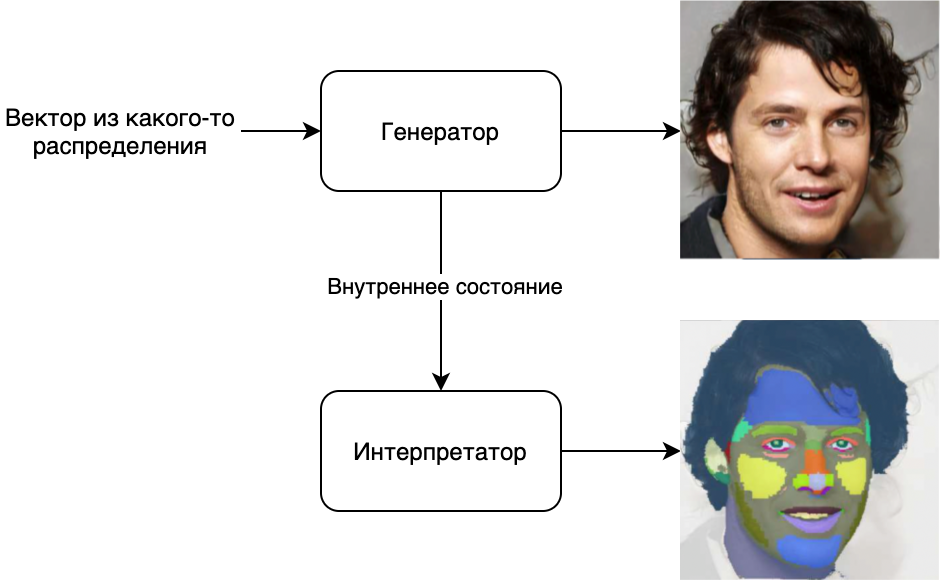 Вектор из какого-то
распределения
Генератор
Внутреннее состояние
Интерпретатор